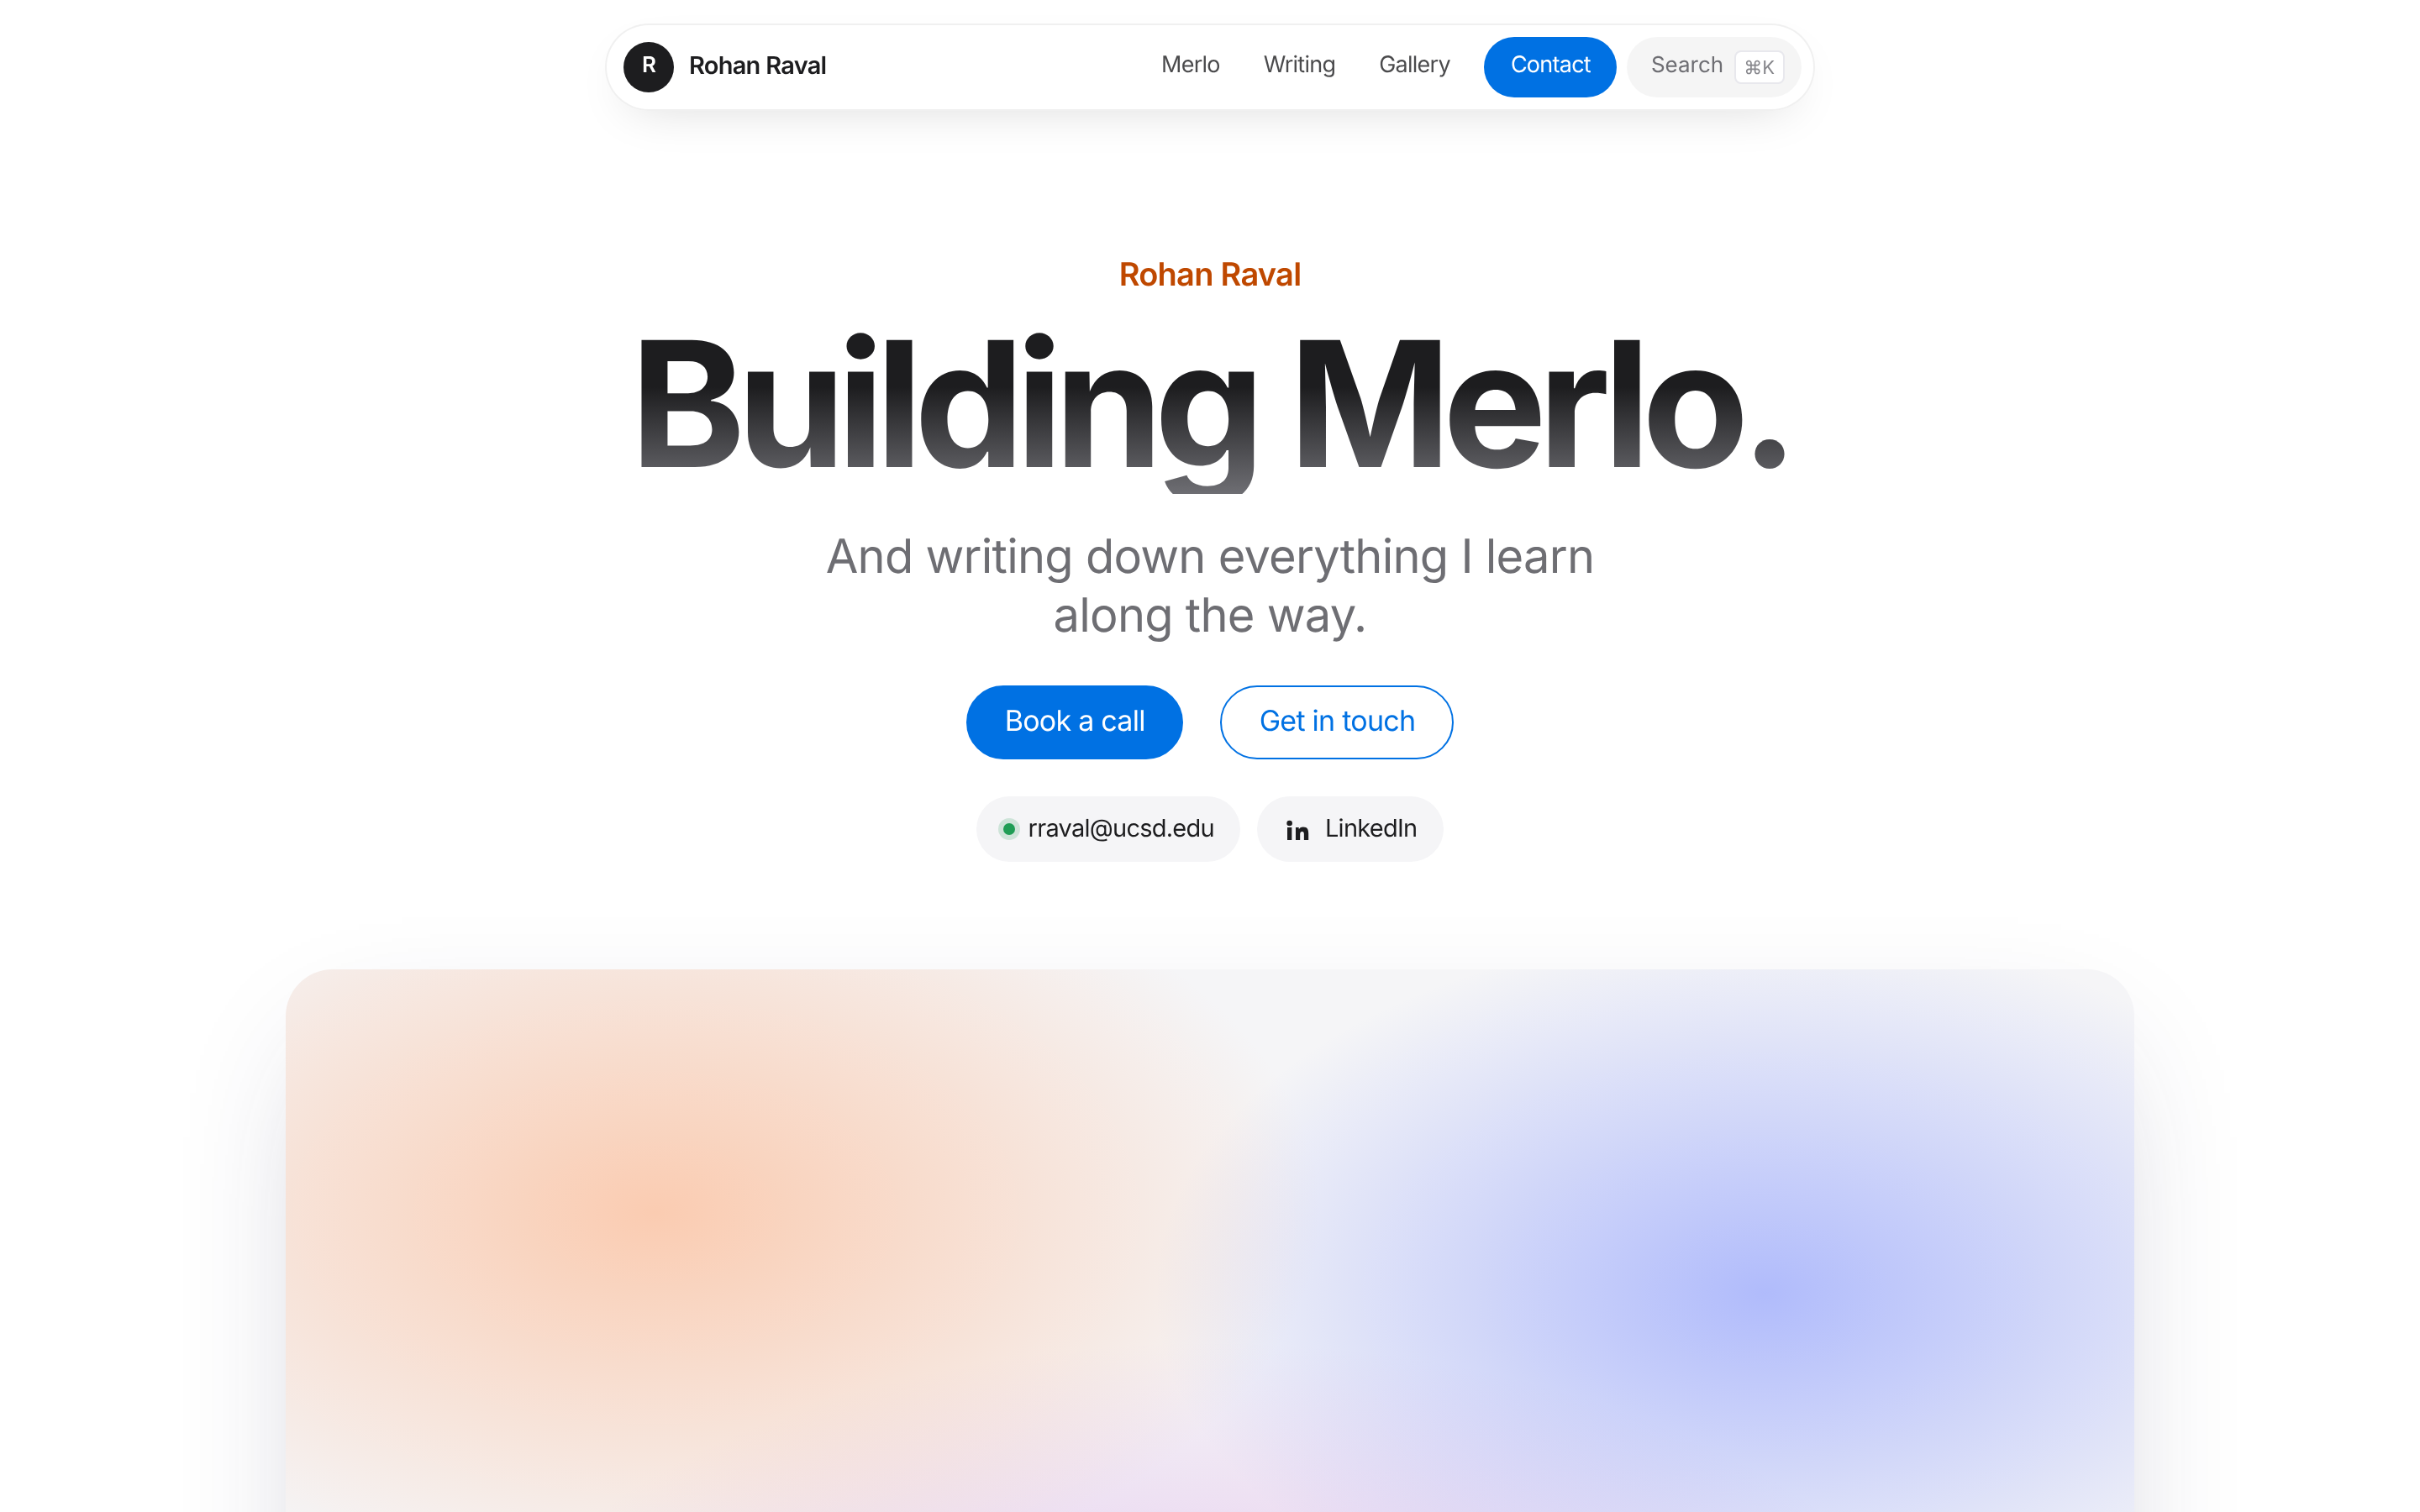 R Rohan Raval Merlo Writing Gallery Contact Search ⌘K
Rohan Raval
Building Merlo.
And writing down everything I learn
along the way.
Book a call Get in touch
rraval@ucsd.edu in LinkedIn